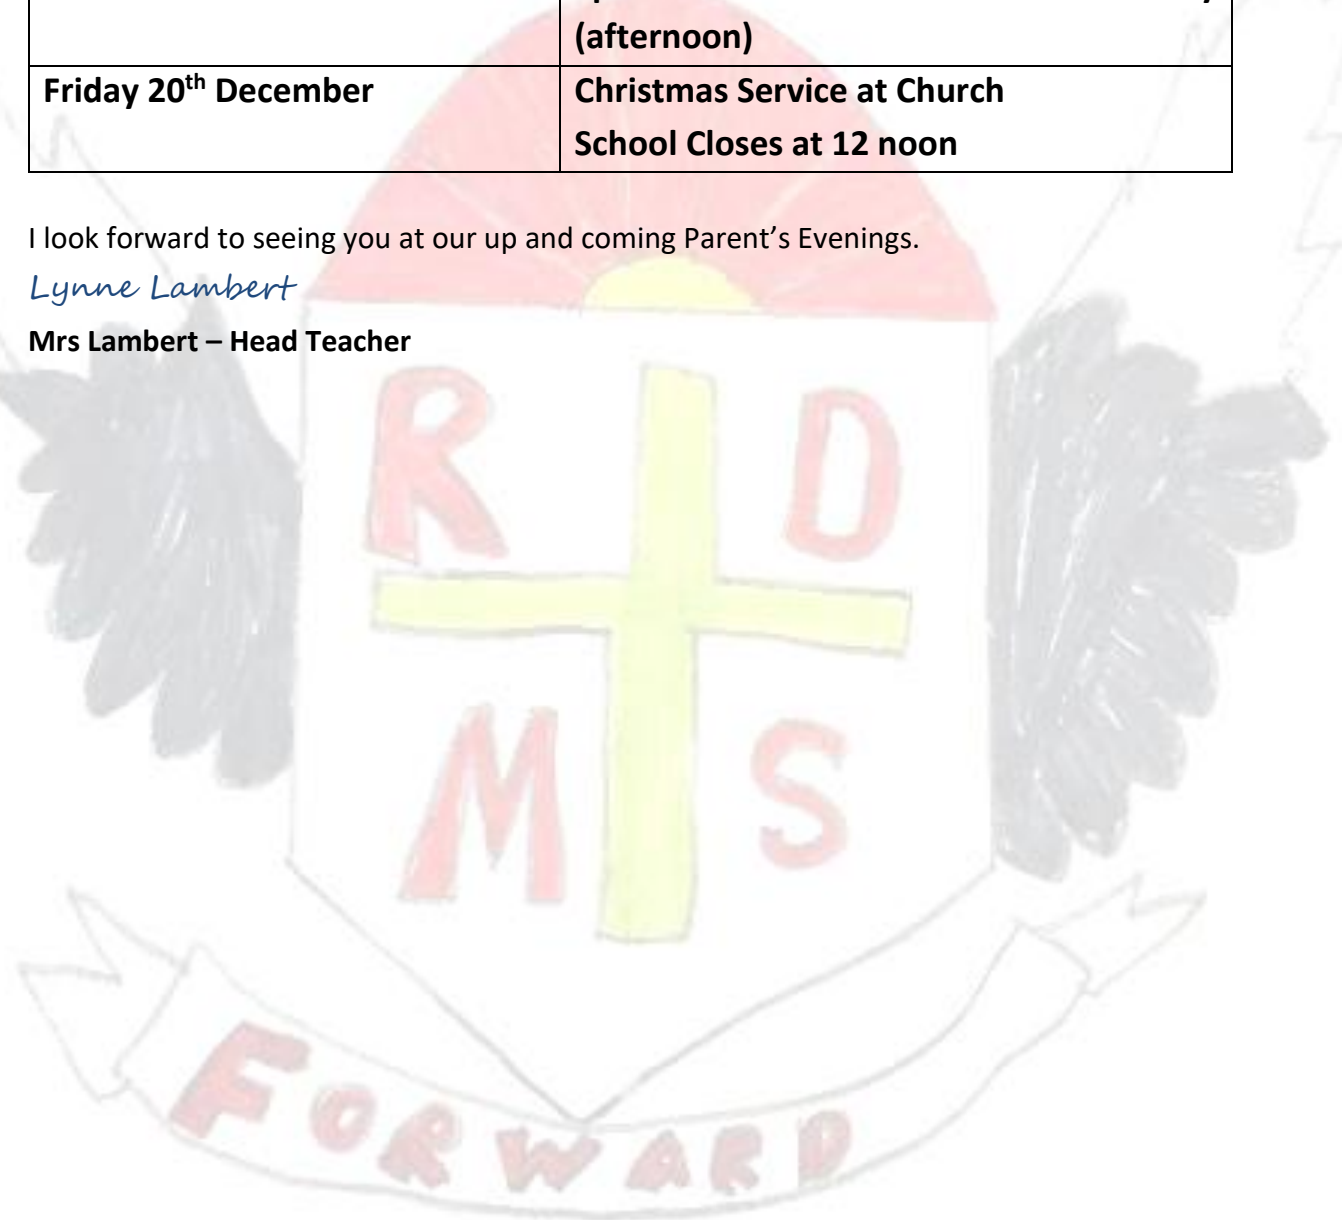 (afternoon)
Friday 20th December
Christmas Service at Church
School Closes at 12 noon
I look forward to seeing you at our up and coming Parent’s Evenings.
Lynne Lambert
Mrs Lambert – Head Teacher
R D
M S
FORWARD